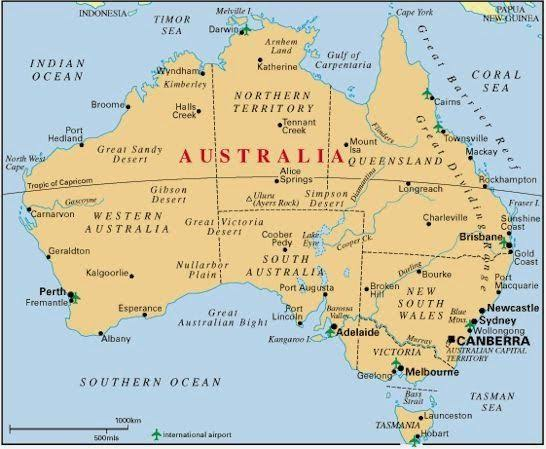 INDONESIA
TIMOR
SEA
Melville I.
Cape York
PAPUA
NEW GUINEA
Darwin
Arnhem
Land
Gulf of
Carpentaria
Great Barrier Reef
INDIAN
OCEAN
Wyndham
Kimberley
Katherine
CORAL
SEA
Broome
Halls
Creek
NORTHERN
TERRITORY
Cairns
Port
Hedland
Tennant
Creek
Flinders
Townsville
North West
Cape
Great Sandy
Desert
AUSTRALIA
Mount
Isa
QUEENSLAND
Mackay
Great Dividing Range
Tropic of Capricorn
Gibson
Desert
Alice
Springs
Uluru
(Ayers Rock)
Simpson
Desert
Diamantina
Longreach
Rockhampton
Gascoyne
Carnarvon
WESTERN
AUSTRALIA
Great Victoria
Desert
Coober
Pedy
Lake
Eyre
Cooper Ck.
Charleville
Fraser I.
Sunshine
Coast
Brisbane
Gold
Coast
Geraldton
Kalgoorlie
Nullarbor
Plain
SOUTH
AUSTRALIA
Darling
Bourke
Port
Macquarie
Perth
Fremantle
Esperance
Albany
Great
Australian Bight
Port Augusta
Port
Lincoln
Kangaroo I.
Barossa
Valley
Adelaide
Broken
Hill
NEW
SOUTH
WALES
Blue
Mtns.
Newcastle
Sydney
Wollongong
Murray
CANBERRA
AUSTRALIAN CAPITAL
TERRITORY
VICTORIA
Geelong
Melbourne
SOUTHERN OCEAN
Bass
Strait
TASMAN
SEA
Launceston
TASMANIA
Hobart
1000km
500mls
International airport